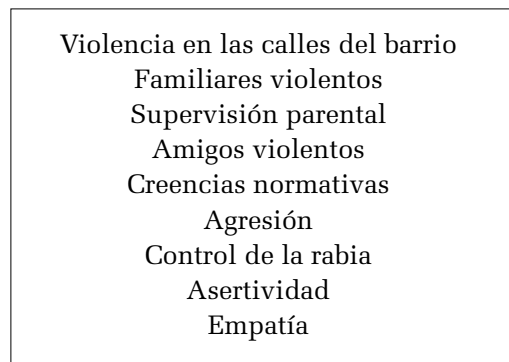 Violencia en las calles del barrio
Familiares violentos
Supervisión parental
Amigos violentos
Creencias normativas
Agresión
Control de la rabia
Asertividad
Empatía